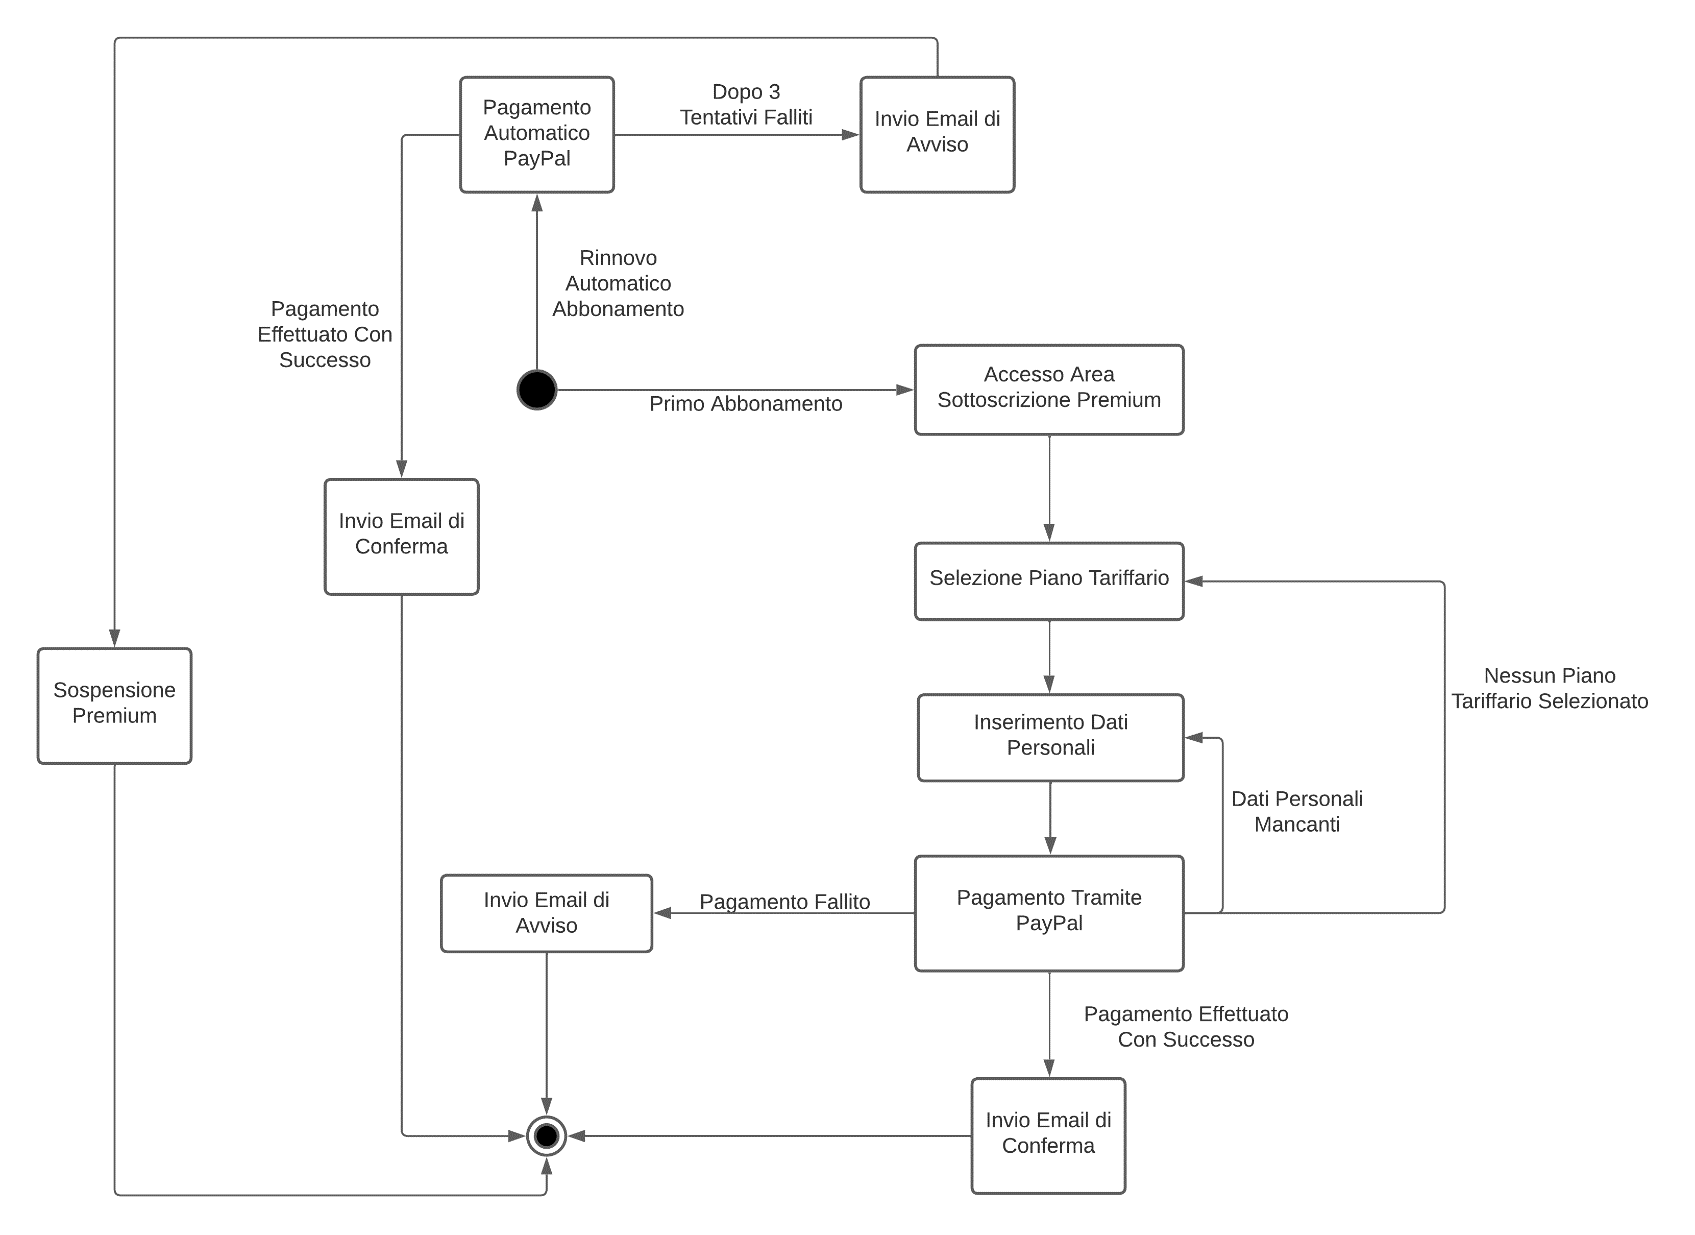 Pagamento
Automatico
PayPal
Dopo 3
Tentativi Falliti
Invio Email di
Avviso
Rinnovo
Automatico
Abbonamento
Pagamento
Effettuato Con
Successo
Accesso Area
Sottoscrizione Premium
Primo Abbonamento
Invio Email di
Conferma
Selezione Piano Tariffario
Sospensione
Premium
Nessun Piano
Tariffario Selezionato
Inserimento Dati
Personali
Dati Personali
Mancanti
Invio Email di
Avviso
Pagamento Fallito
Pagamento Tramite
PayPal
Pagamento Effettuato
Con Successo
Invio Email di
Conferma